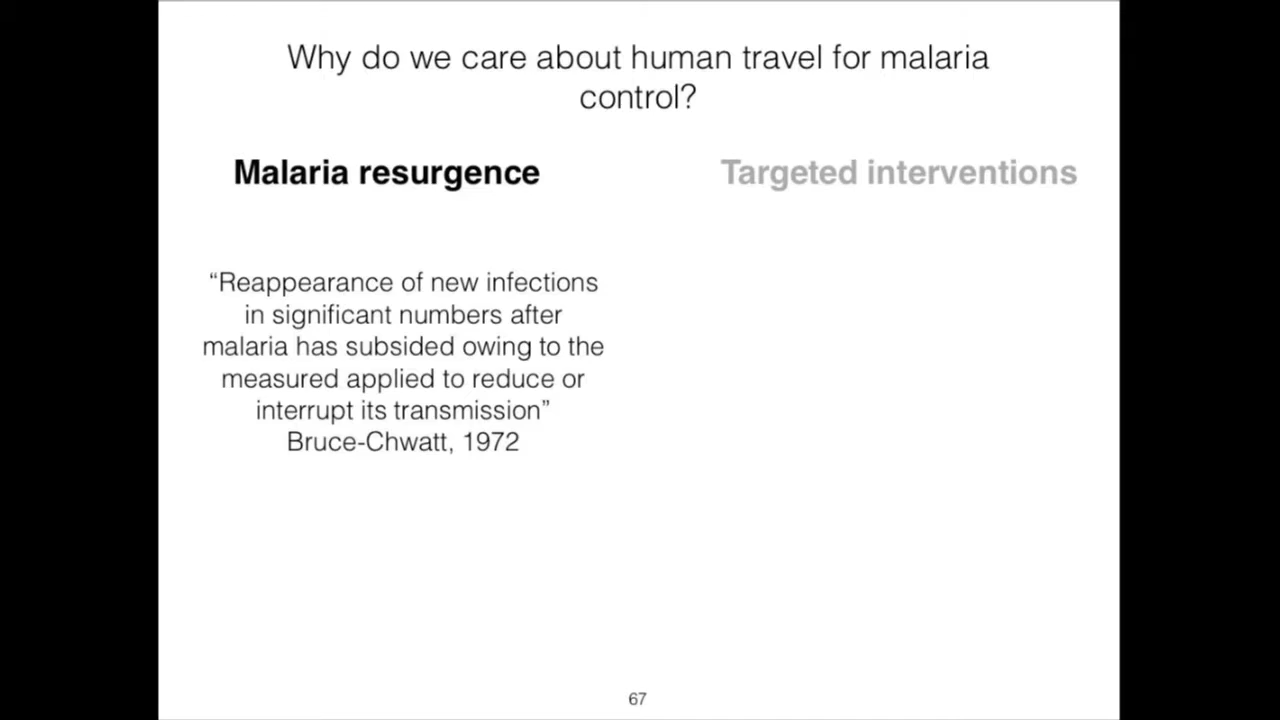 Why do we care about human travel for malaria
control?
Malaria resurgence
Targeted interventions
“Reappearance of new infections
in significant numbers after
malaria has subsided owing to the
measured applied to reduce or
interrupt its transmission”
Bruce-Chwatt, 1972
67